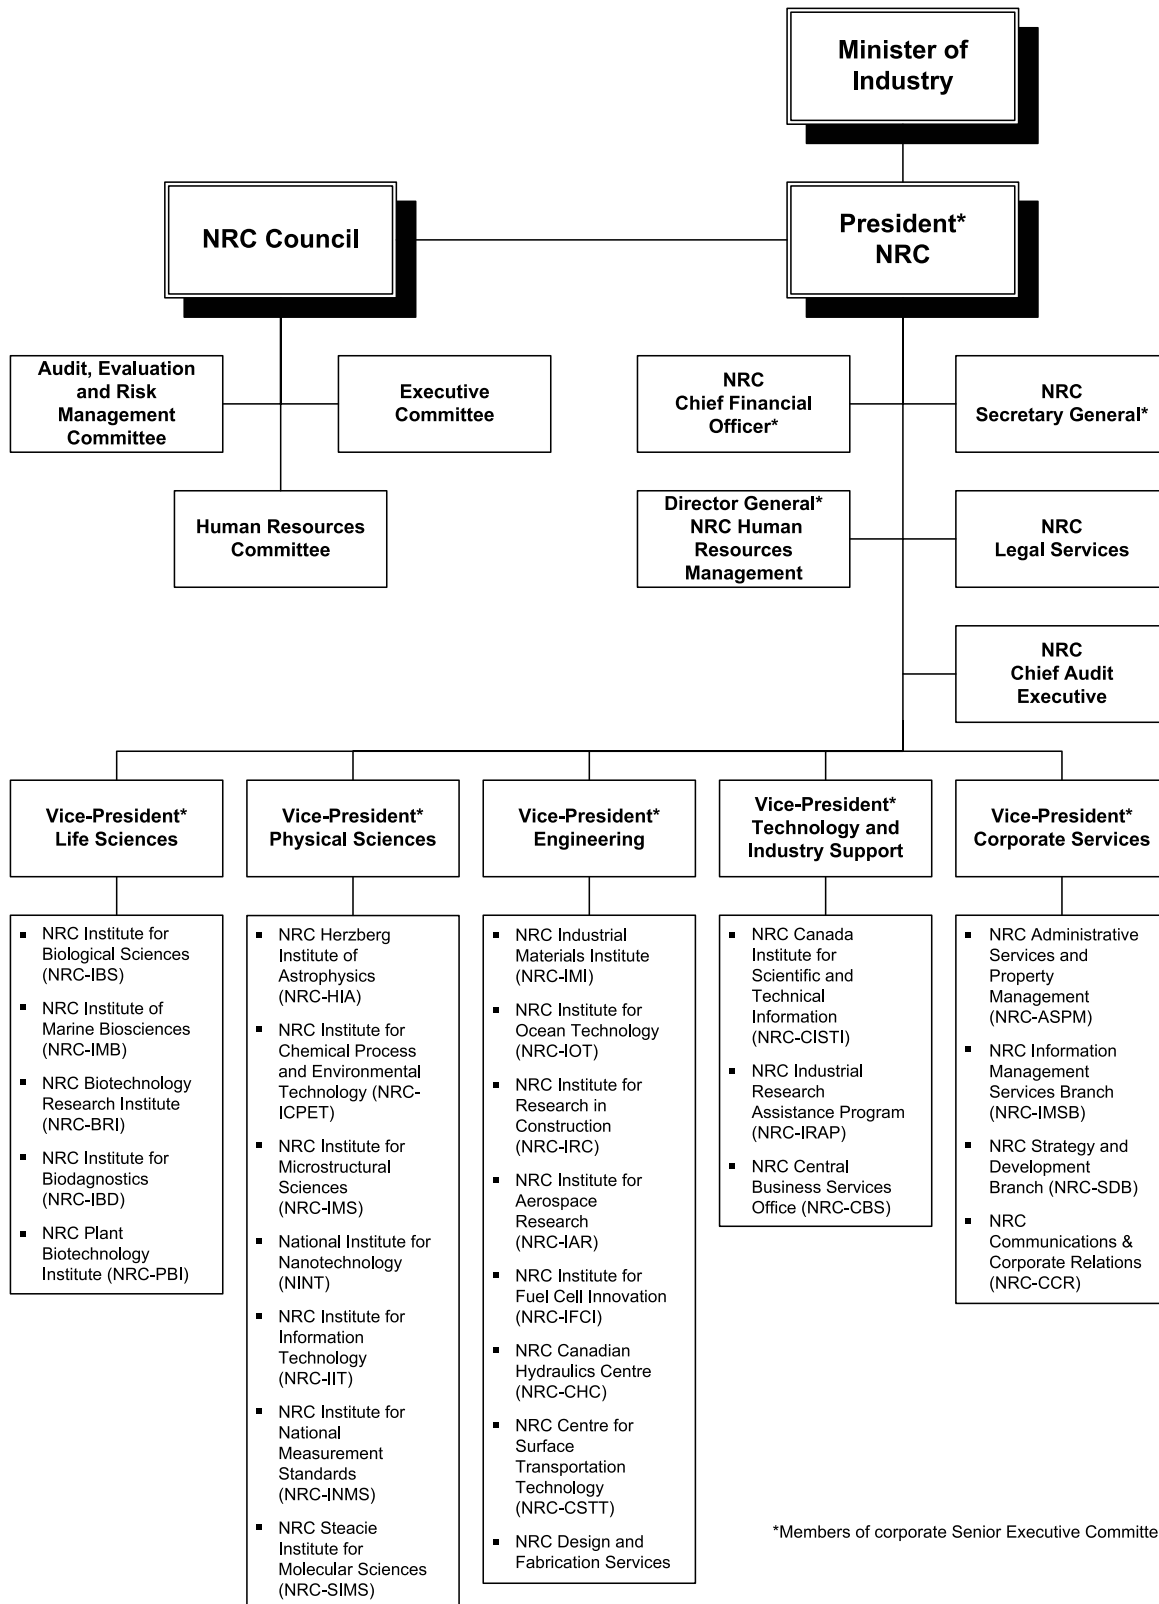 Minister of
Industry
NRC Council
President*
NRC
Audit, Evaluation
and Risk
Management
Committee
Executive
Committee
NRC
Chief Financial
Officer*
NRC
Secretary General*
Human Resources
Committee
Director General*
NRC Human
Resources
Management
NRC
Legal Services
NRC
Chief Audit
Executive
Vice-President*
Life Sciences
Vice-President*
Physical Sciences
Vice-President*
Engineering
Vice-President*
Technology and
Industry Support
Vice-President*
Corporate Services
▪ NRC Institute for
Biological Sciences
(NRC-IBS)
▪ NRC Institute of
Marine Biosciences
(NRC-IMB)
▪ NRC Biotechnology
Research Institute
(NRC-BRI)
▪ NRC Institute for
Biodagnostics
(NRC-IBD)
▪ NRC Plant
Biotechnology
Institute (NRC-PBI)
▪ NRC Herzberg
Institute of
Astrophysics
(NRC-HIA)
▪ NRC Institute for
Chemical Process
and Environmental
Technology (NRC-
ICPET)
▪ NRC Institute for
Microstructural
Sciences
(NRC-IMS)
▪ National Institute for
Nanotechnology
(NINT)
▪ NRC Institute for
Information
Technology
(NRC-IIT)
▪ NRC Institute for
National
Measurement
Standards
(NRC-INMS)
▪ NRC Steacie
Institute for
Molecular Sciences
(NRC-SIMS)
▪ NRC Industrial
Materials Institute
(NRC-IMI)
▪ NRC Institute for
Ocean Technology
(NRC-IOT)
▪ NRC Institute for
Research in
Construction
(NRC-IRC)
▪ NRC Institute for
Aerospace
Research
(NRC-IAR)
▪ NRC Institute for
Fuel Cell Innovation
(NRC-IFCI)
▪ NRC Canadian
Hydraulics Centre
(NRC-CHC)
▪ NRC Centre for
Surface
Transportation
Technology
(NRC-CSTT)
▪ NRC Design and
Fabrication Services
▪ NRC Canada
Institute for
Scientific and
Technical
Information
(NRC-CISTI)
▪ NRC Industrial
Research
Assistance Program
(NRC-IRAP)
▪ NRC Central
Business Services
Office (NRC-CBS)
▪ NRC Administrative
Services and
Property
Management
(NRC-ASPM)
▪ NRC Information
Management
Services Branch
(NRC-IMSB)
▪ NRC Strategy and
Development
Branch (NRC-SDB)
▪ NRC
Communications &
Corporate Relations
(NRC-CCR)
*Members of corporate Senior Executive Committe